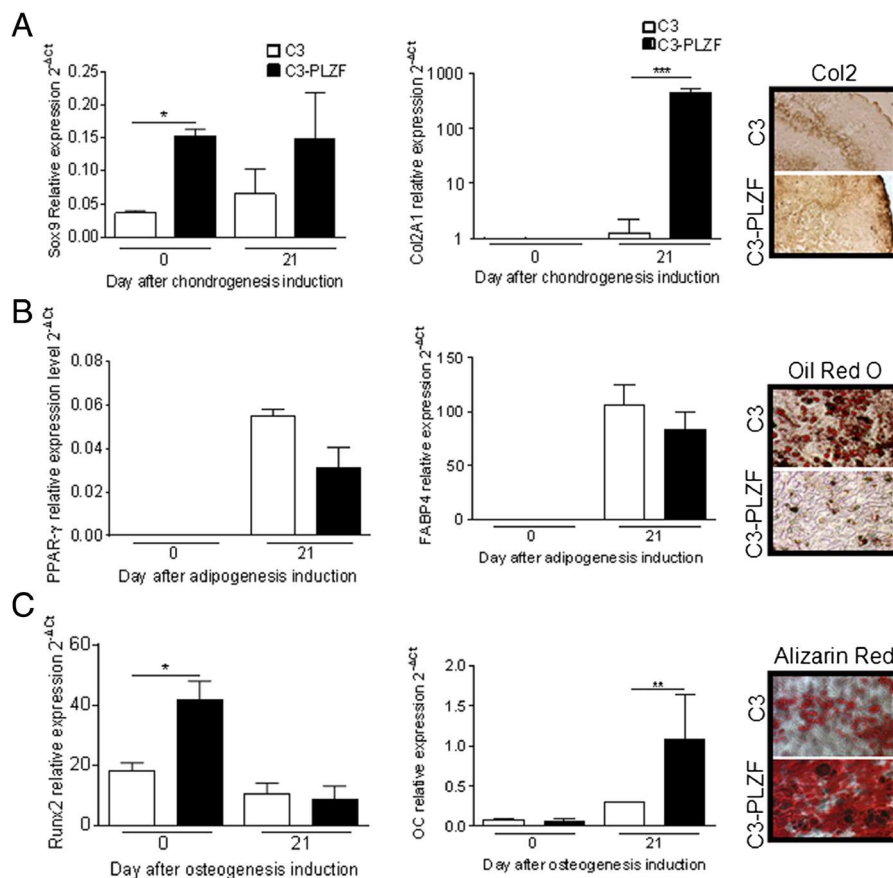 A
Sox9 Relative expression 2^-ΔCt
C3
C3-PLZF
0.25
0.20
0.15
0.10
0.05
0.00
*
0
21
Day after chondrogenesis induction
Col2A1 relative expression 2^-ΔCt
C3
C3-PLZF
1000
100
10
1
***
0
21
Day after chondrogenesis induction
Col2
C3
C3-PLZF
B
PPAR-γ relative expression level 2^-ΔCt
0.08
0.06
0.04
0.02
0.00
0
21
Day after adipogenesis induction
FABP4 relative expression 2^-ΔCt
150
100
50
0
0
21
Day after adipogenesis induction
Oil Red O
C3
C3-PLZF
C
Runx2 relative expression 2^-ΔCt
60
40
20
0
*
0
21
Day after osteogenesis induction
OC relative expression 2^-ΔCt
2.0
1.5
1.0
0.5
0.0
**
0
21
Day after osteogenesis induction
Alizarin Red
C3
C3-PLZF